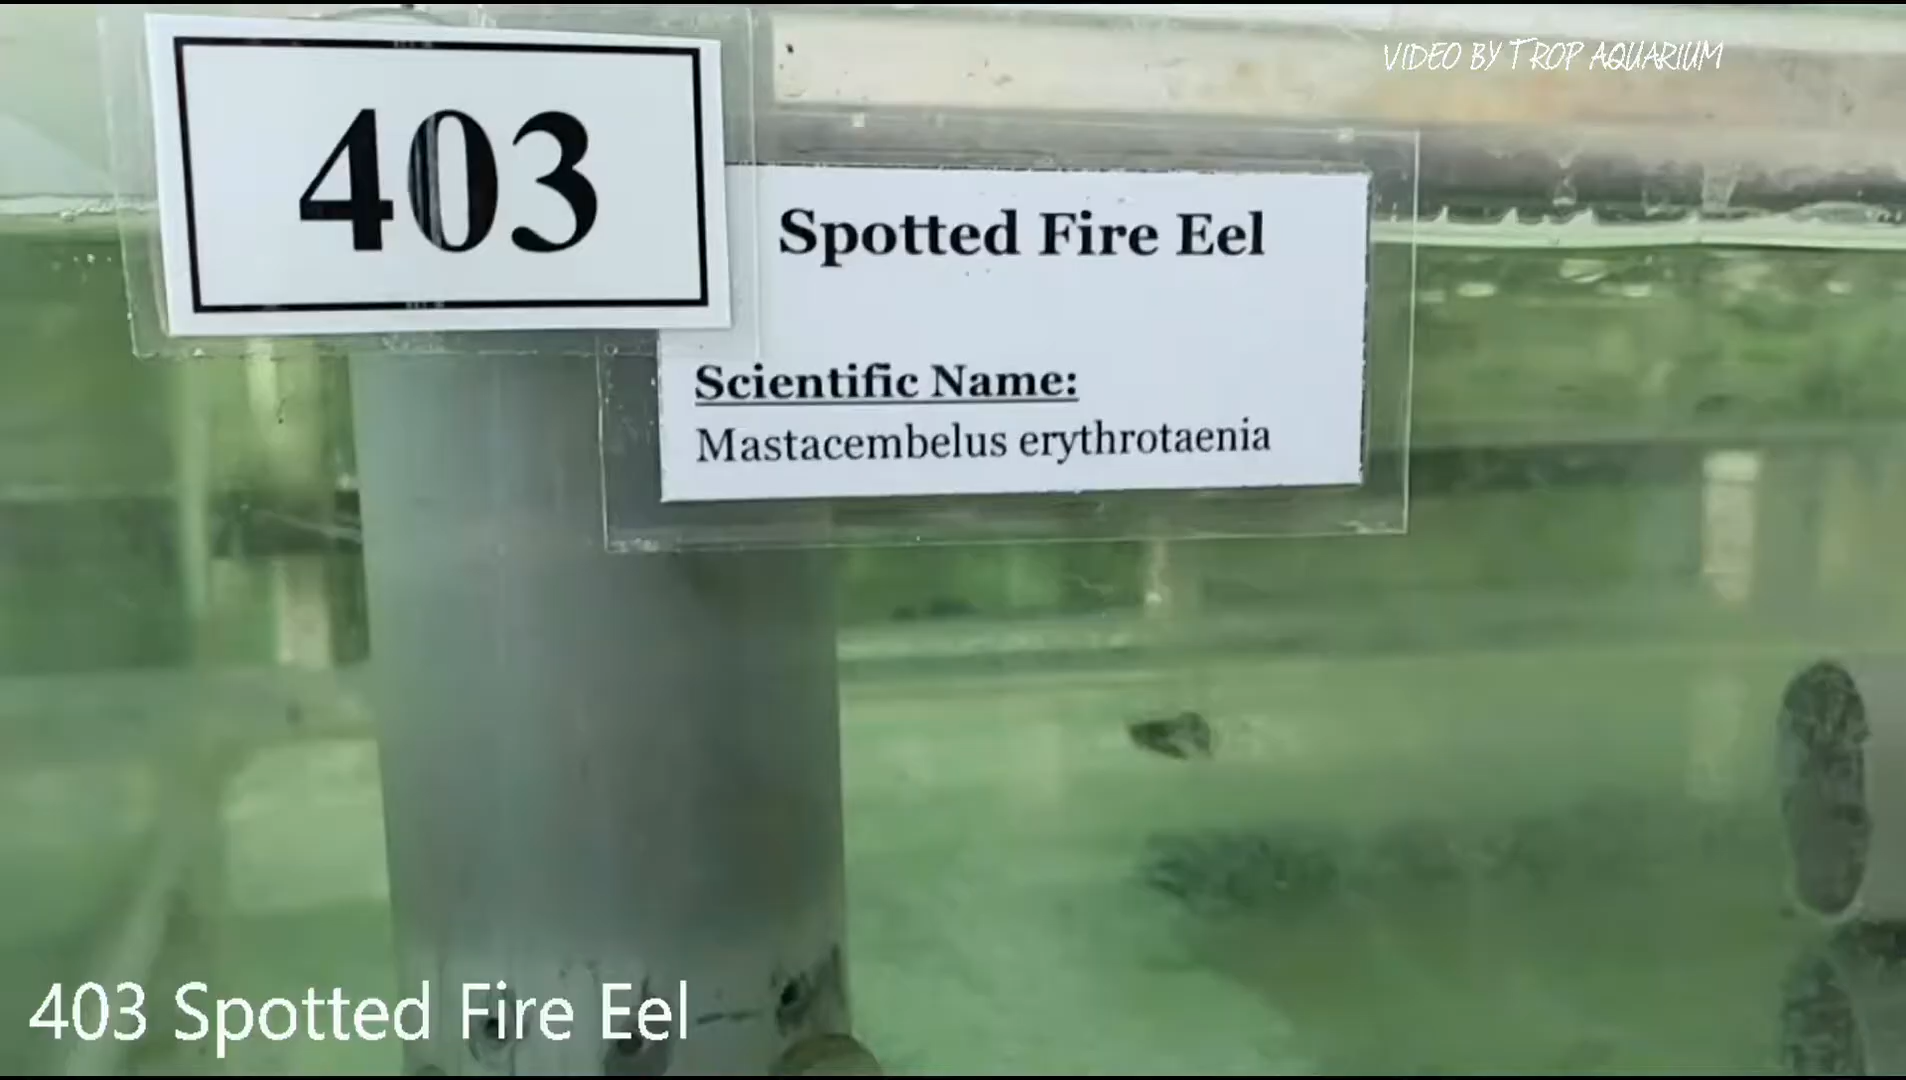 VIDEO BY TROP AQUARIUM
403
Spotted Fire Eel
Scientific Name:
Mastacembelus erythrotaenia
403 Spotted Fire Eel